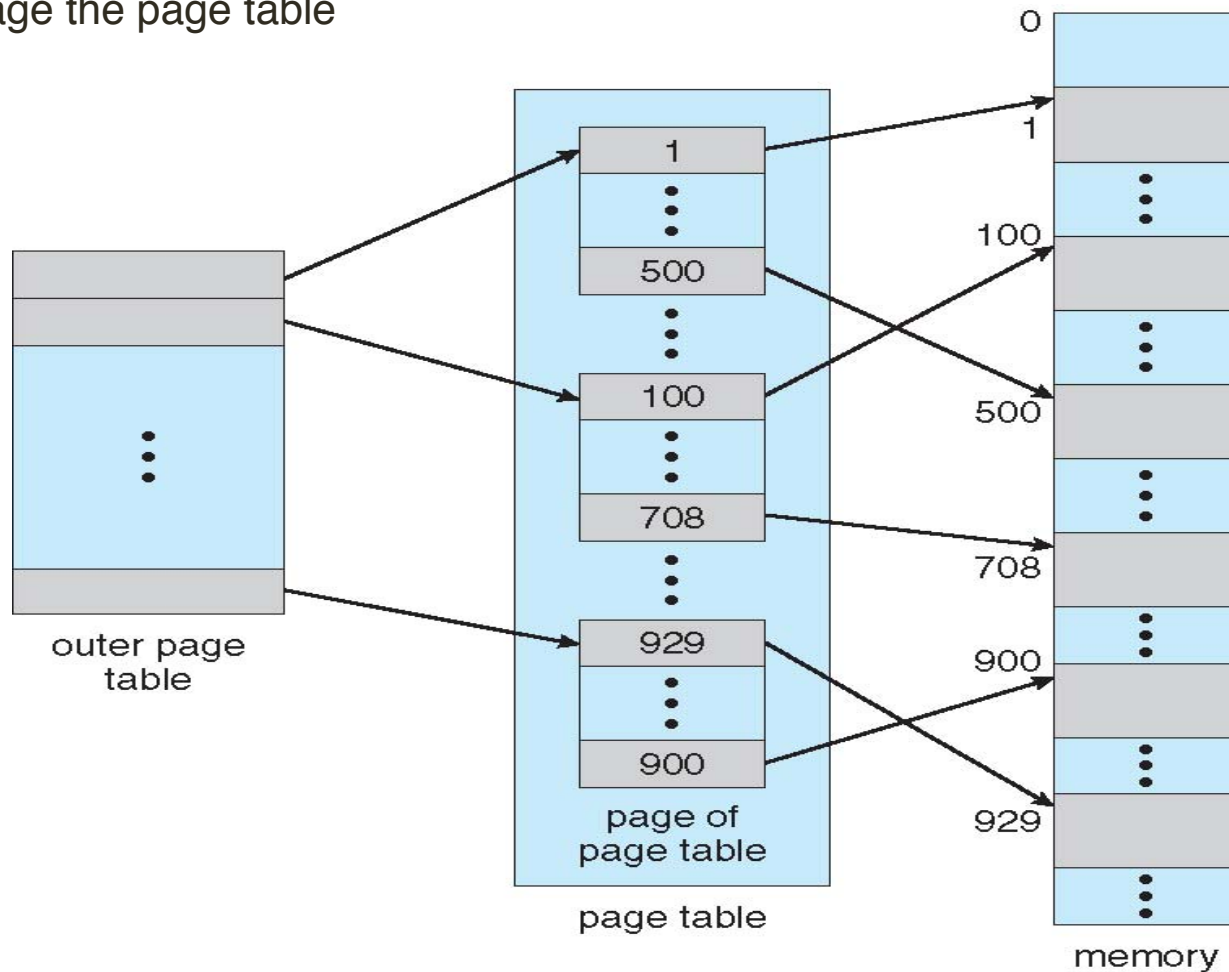 age the page table
0
1
100
500
708
900
929
1
500
100
708
929
900
outer page
table
page of
page table
page table
memory